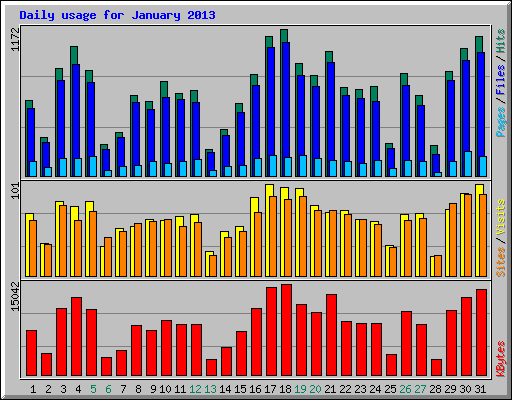 Daily usage for January 2013
1172
Pages / Files / Hits
101
Sites / Visits
15042
KBytes
1 2 3 4 5 6 7 8 9 10 11 12 13 14 15 16 17 18 19 20 21 22 23 24 25 26 27 28 29 30 31